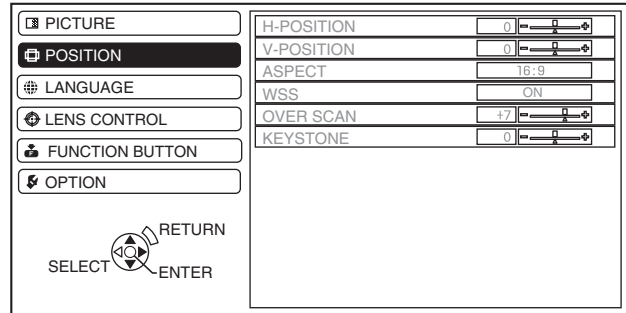 PICTURE
POSITION
LANGUAGE
LENS CONTROL
FUNCTION BUTTON
OPTION
SELECT
RETURN
ENTER
H-POSITION 0
V-POSITION 0
ASPECT 16:9
WSS ON
OVER SCAN +7
KEYSTONE 0